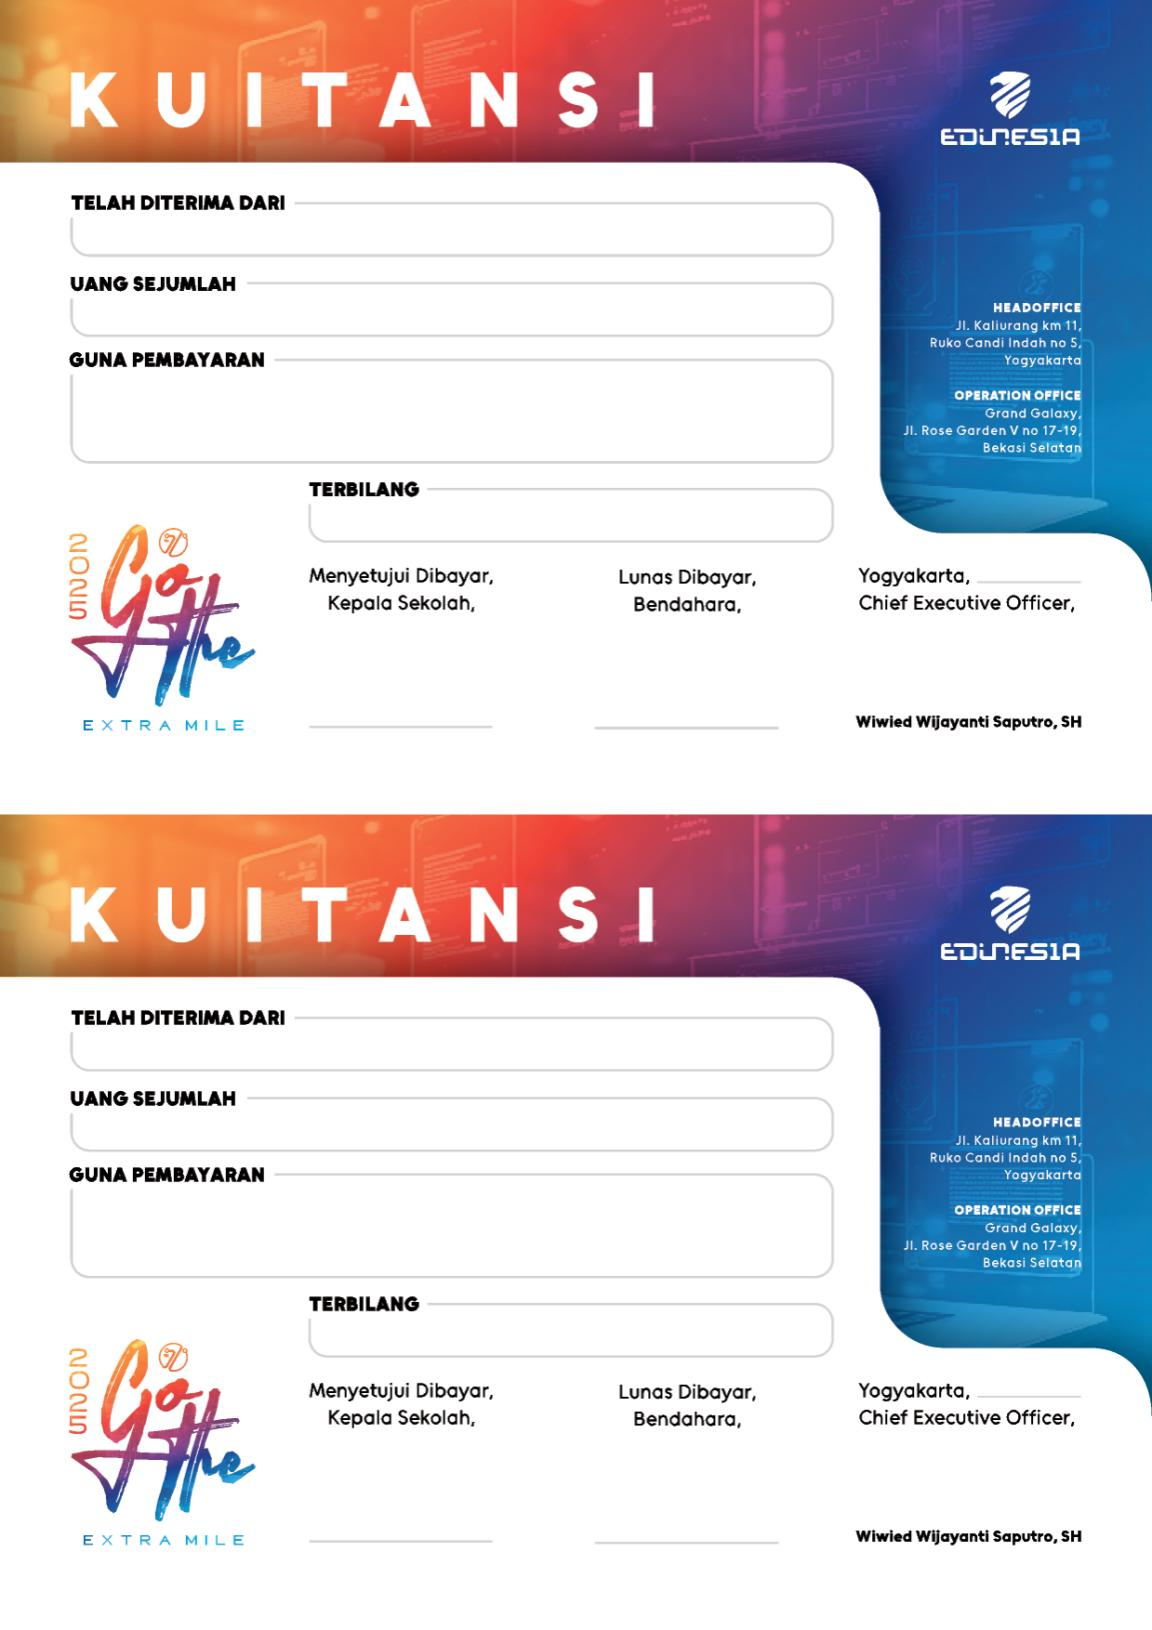 KUITANSI
EDUNESIA
TELAH DITERIMA DARI
UANG SEJUMLAH
GUNA PEMBAYARAN
HEADOFFICE
Jl. Kaliurang km 11,
Ruko Candi Indah no 5,
Yogyakarta
OPERATION OFFICE
Grand Galaxy,
Jl. Rose Garden V no 17-19,
Bekasi Selatan
TERBILANG
2025
Go
The
EXTRA MILE
Menyetujui Dibayar,
Kepala Sekolah,
Lunas Dibayar,
Bendahara,
Yogyakarta,
Chief Executive Officer,
Wiwied Wijayanti Saputro, SH
KUITANSI
EDUNESIA
TELAH DITERIMA DARI
UANG SEJUMLAH
GUNA PEMBAYARAN
HEADOFFICE
Jl. Kaliurang km 11,
Ruko Candi Indah no 5,
Yogyakarta
OPERATION OFFICE
Grand Galaxy,
Jl. Rose Garden V no 17-19,
Bekasi Selatan
TERBILANG
2025
Go
The
EXTRA MILE
Menyetujui Dibayar,
Kepala Sekolah,
Lunas Dibayar,
Bendahara,
Yogyakarta,
Chief Executive Officer,
Wiwied Wijayanti Saputro, SH